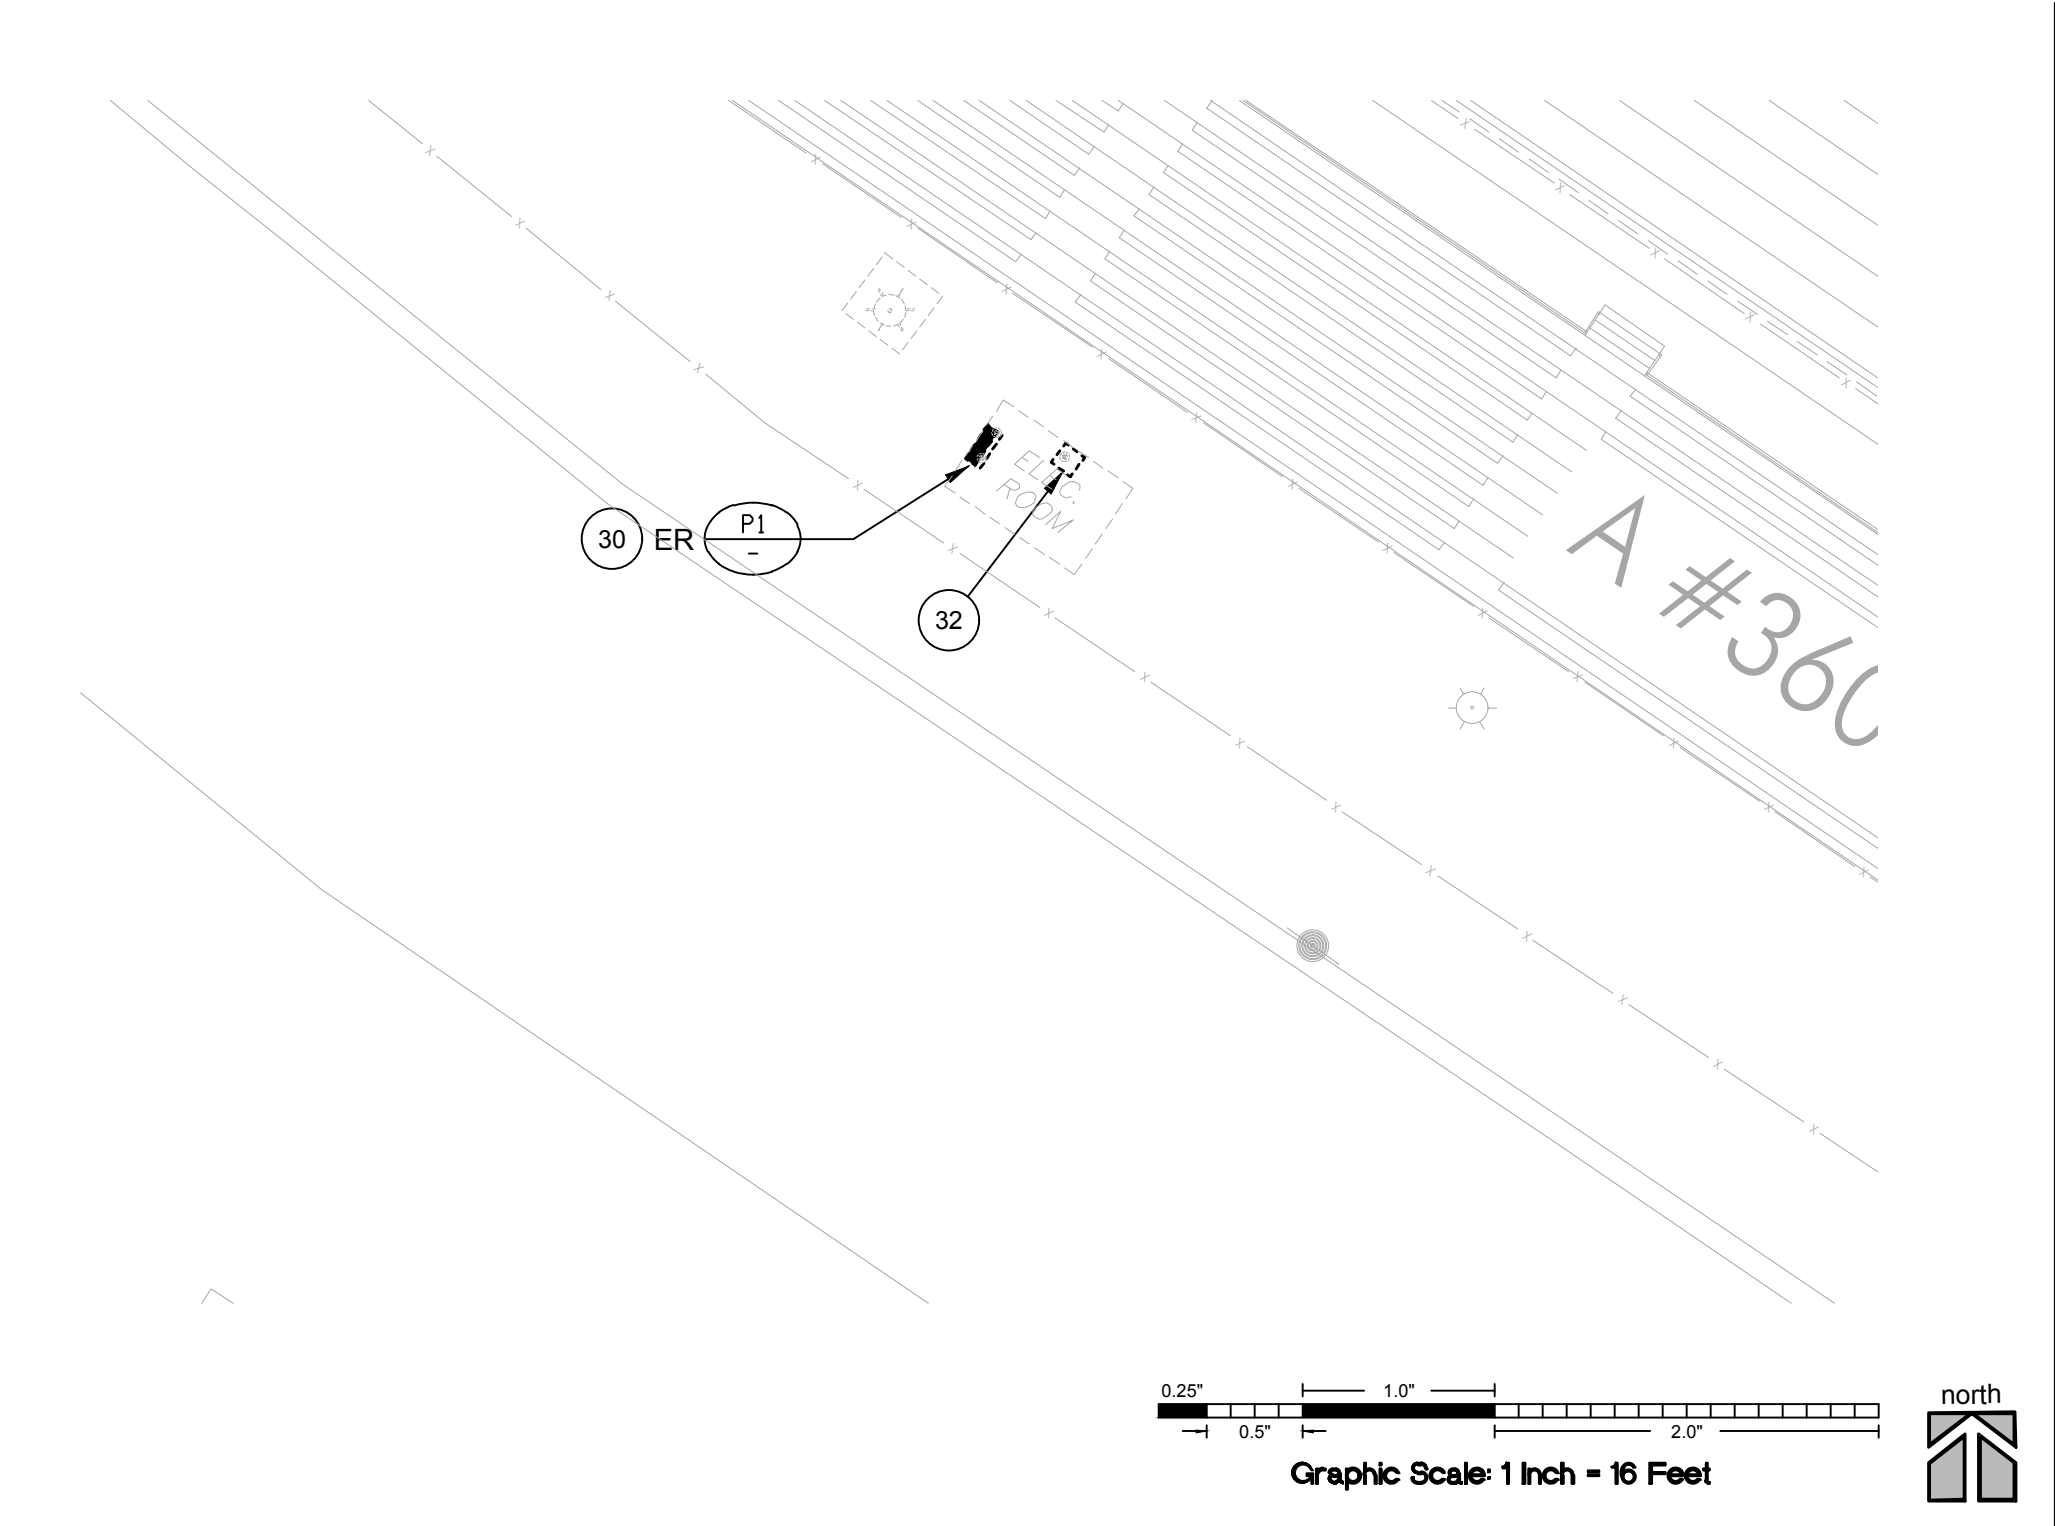 ELEC.
ROOM
30 ER P1
-
32
A #360
0.25"
1.0"
0.5"
2.0"
Graphic Scale: 1 Inch = 16 Feet
north